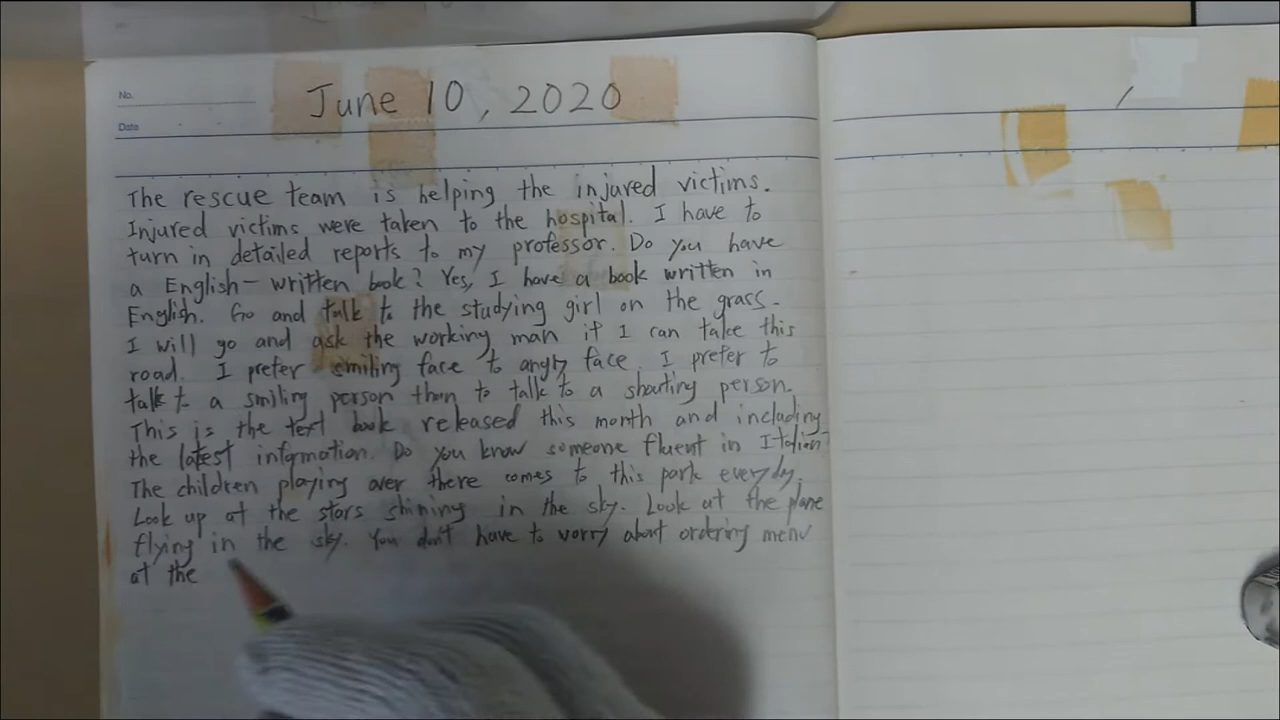 No.
June 10, 2020
Date
The rescue team is helping the injured victims.
Injured victims were taken to the hospital. I have to
turn in detailed reports to my professor. Do you have
a English-written book? Yes, I have a book written in
English. Go and talk to the studying girl on the grass.
I will go and ask the working man if I can take this
road. I prefer smiling face to angry face. I prefer to
talk to a smiling person than to talk to a shouting person.
This is the text book released this month and including
the latest information. Do you know someone fluent in Italian?
The children playing over there comes to this park everyday.
Look up at the stars shining in the sky. Look at the plane
flying in the sky. You don't have to worry about ordering menu
at the